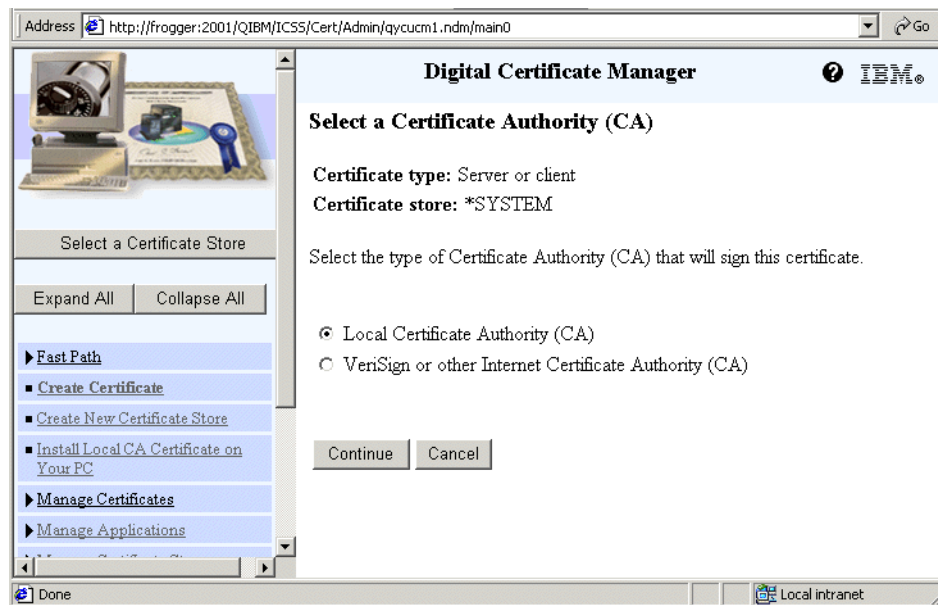 Address http://frogger:2001/QIBM/ICSS/Cert/Admin/qycucm1.ndm/main0 Go
Digital Certificate Manager ? IBM®
Select a Certificate Store
Expand All Collapse All
Fast Path
Create Certificate
Create New Certificate Store
Install Local CA Certificate on
Your PC
Manage Certificates
Manage Applications
Select a Certificate Authority (CA)
Certificate type: Server or client
Certificate store: *SYSTEM
Select the type of Certificate Authority (CA) that will sign this certificate.
Local Certificate Authority (CA)
VeriSign or other Internet Certificate Authority (CA)
Continue Cancel
Done Local intranet